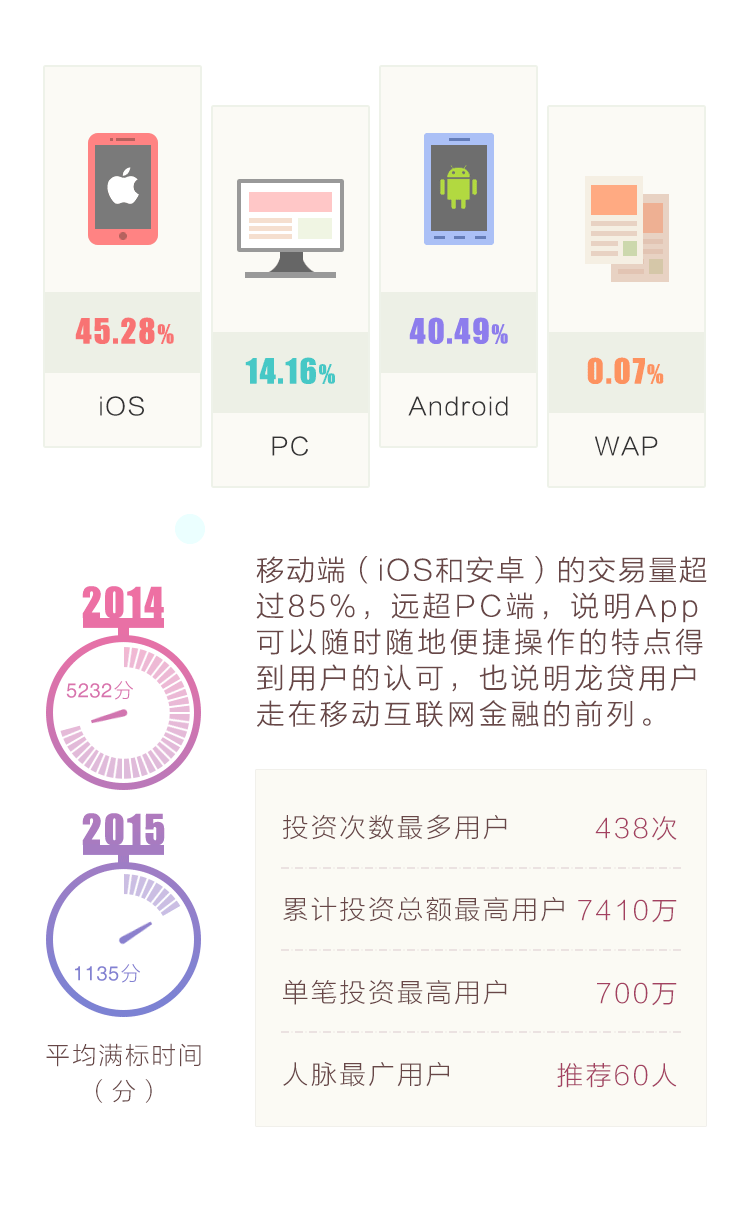 45.28%
iOS
14.16%
PC
40.49%
Android
0.07%
WAP
移动端（iOS和安卓）的交易量超
过85%，远超PC端，说明App
可以随时随地便捷操作的特点得
到用户的认可，也说明龙贷用户
走在移动互联网金融的前列。
2014
5232分
2015
1135分
平均满标时间
（分）
投资次数最多用户 438次
累计投资总额最高用户 7410万
单笔投资最高用户 700万
人脉最广用户 推荐60人